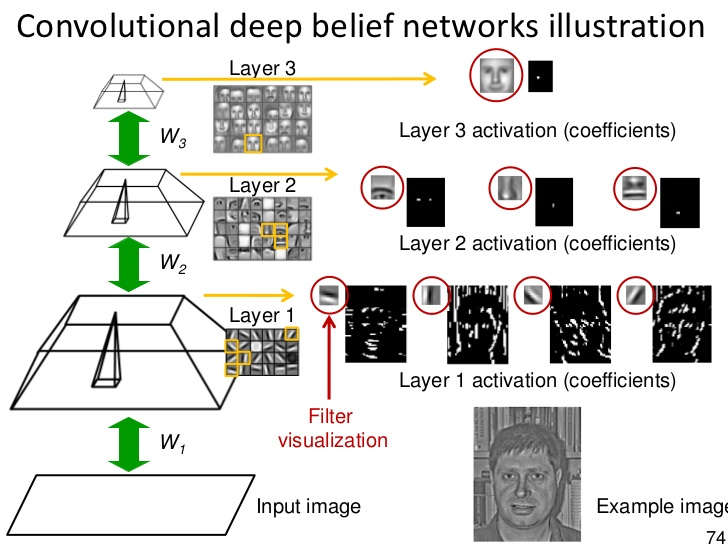 Convolutional deep belief networks illustration
Layer 3
Layer 3 activation (coefficients)
W3
Layer 2
Layer 2 activation (coefficients)
W2
Layer 1
Layer 1 activation (coefficients)
Filter
visualization
W1
Input image
Example image
74